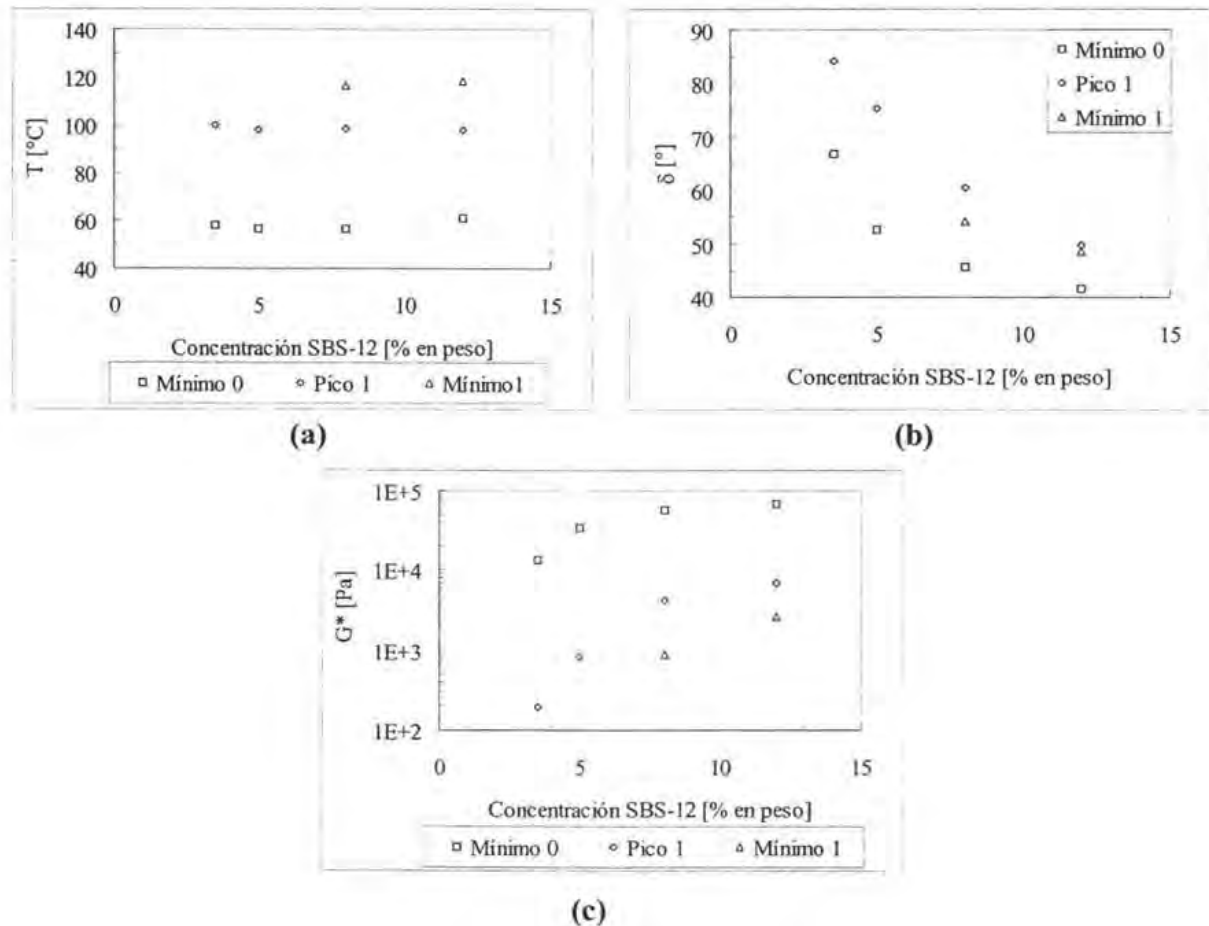 140
120
100
80
60
40
T [°C]
0 5 10 15
Concentración SBS-12 [% en peso]
□ Mínimo 0 ◇ Pico 1 △ Mínimo1
(a)
90
80
70
60
50
40
δ [°]
□ Mínimo 0
◇ Pico 1
△ Mínimo 1
0 5 10 15
Concentración SBS-12 [% en peso]
(b)
1E+5
1E+4
1E+3
1E+2
G* [Pa]
0 5 10 15
Concentración SBS-12 [% en peso]
□ Mínimo 0 ◇ Pico 1 △ Mínimo 1
(c)